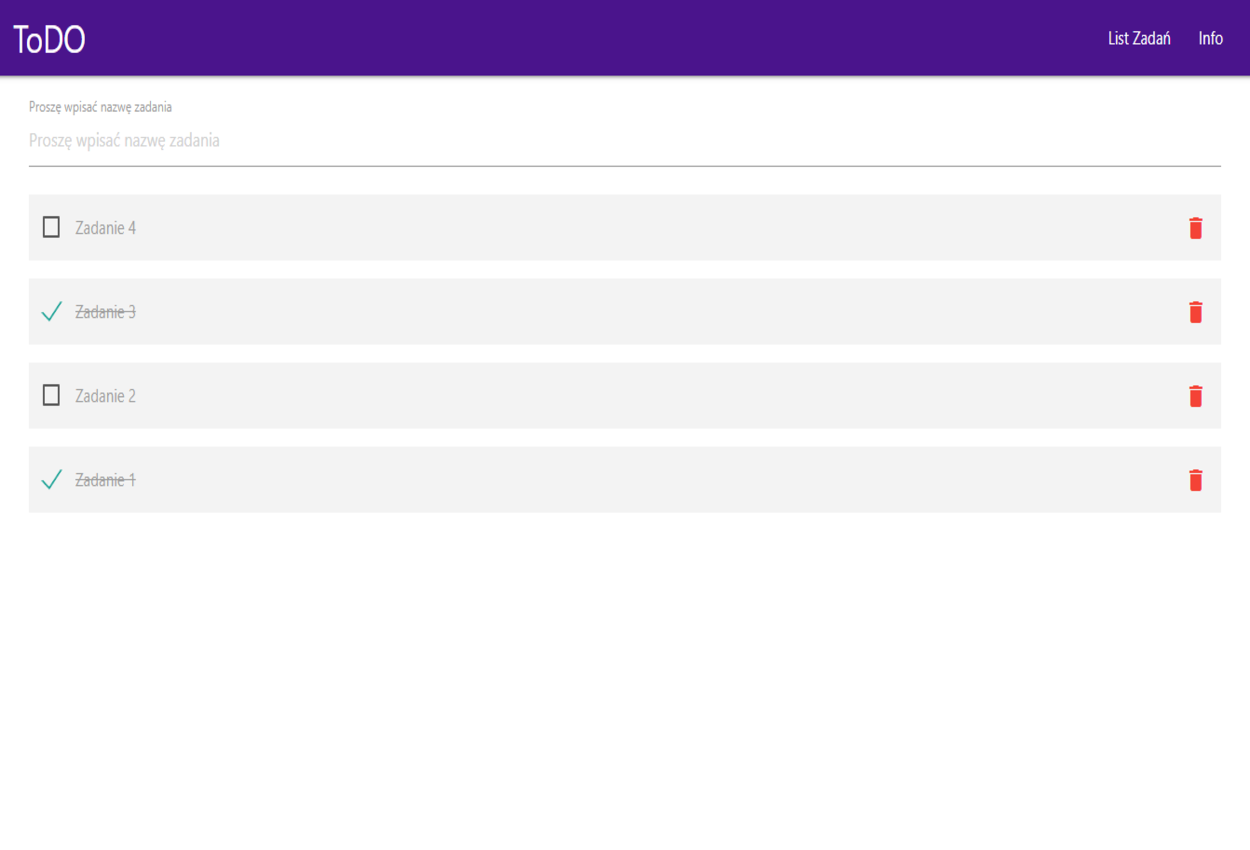 ToDO
List Zadań Info
Proszę wpisać nazwę zadania
Proszę wpisać nazwę zadania
Zadanie 4
Zadanie 3
Zadanie 2
Zadanie 1